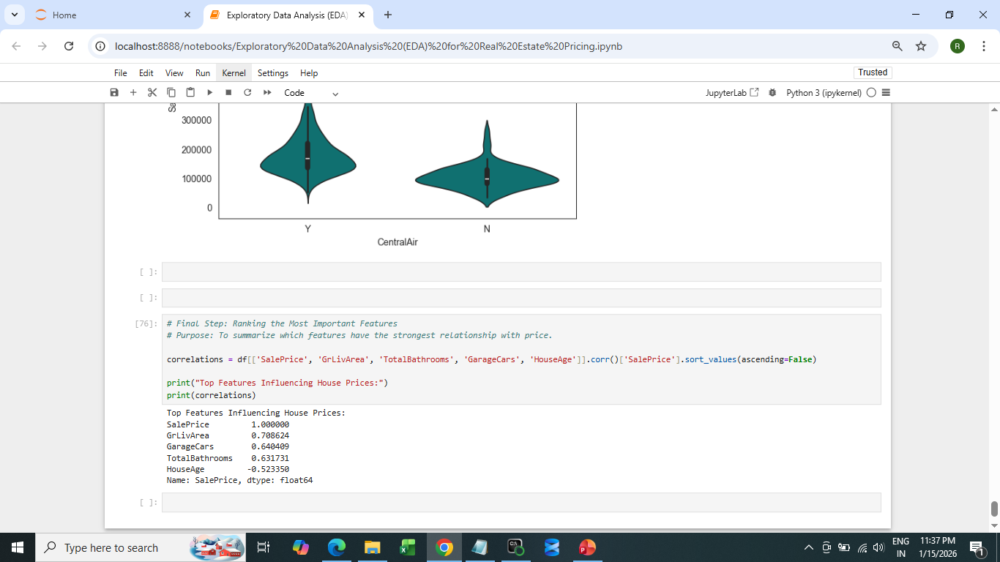 Home
Exploratory Data Analysis (EDA)
localhost:8888/notebooks/Exploratory%20Data%20Analysis%20(EDA)%20for%20Real%20Estate%20Pricing.ipynb
R
File Edit View Run Kernel Settings Help
Trusted
Code
JupyterLab
Python 3 (ipykernel)
300000
200000
100000
0
Y N
CentralAir
[ ]:
[ ]:
[76]:
# Final Step: Ranking the Most Important Features
# Purpose: To summarize which features have the strongest relationship with price.
correlations = df[['SalePrice', 'GrLivArea', 'TotalBathrooms', 'GarageCars', 'HouseAge']].corr()['SalePrice'].sort_values(ascending=False)
print("Top Features Influencing House Prices:")
print(correlations)
Top Features Influencing House Prices:
SalePrice 1.000000
GrLivArea 0.708624
GarageCars 0.640409
TotalBathrooms 0.631731
HouseAge -0.523350
Name: SalePrice, dtype: float64
[ ]:
Type here to search
ENG
IN
11:37 PM
1/15/2026
1